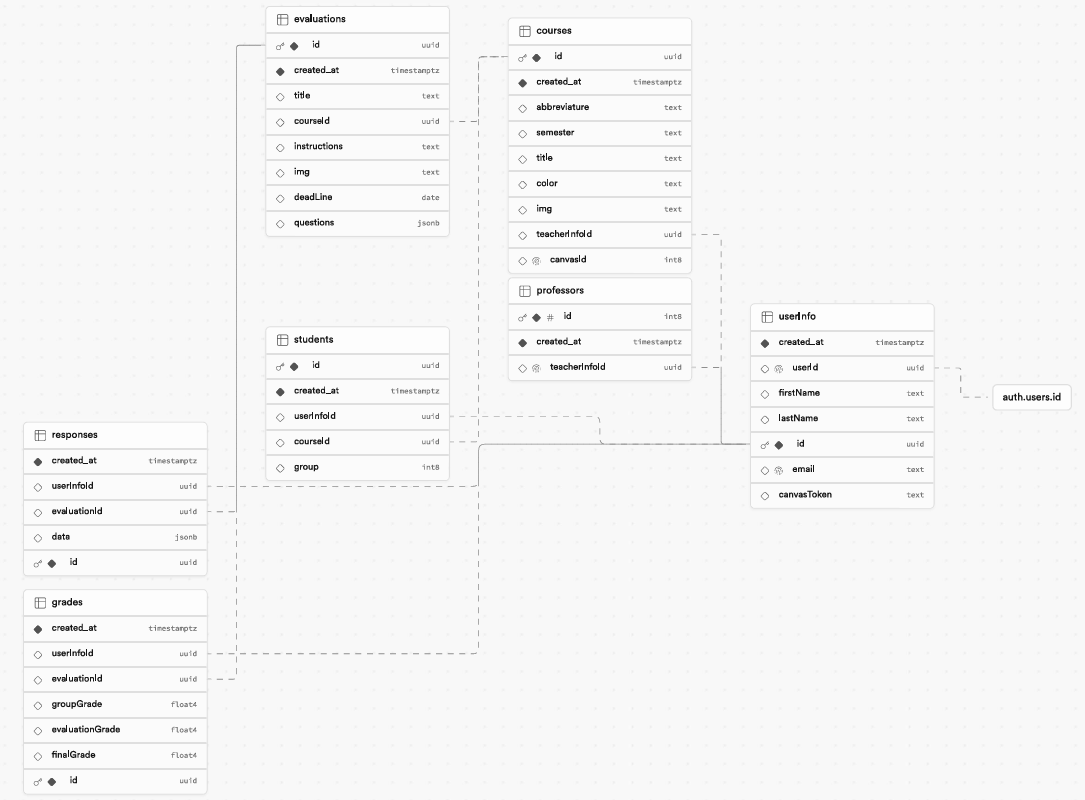 evaluations
id uuid
created_at timestamptz
title text
courseId uuid
instructions text
img text
deadLine date
questions jsonb
courses
id uuid
created_at timestamptz
abbreviature text
semester text
title text
color text
img text
teacherInfoId uuid
canvasId int8
professors
# id int8
created_at timestamptz
teacherInfoId uuid
userInfo
created_at timestamptz
userId uuid
firstName text
lastName text
id uuid
email text
canvasToken text
auth.users.id
students
id uuid
created_at timestamptz
userInfoId uuid
courseId uuid
group int8
responses
created_at timestamptz
userInfoId uuid
evaluationId uuid
data jsonb
id uuid
grades
created_at timestamptz
userInfoId uuid
evaluationId uuid
groupGrade float4
evaluationGrade float4
finalGrade float4
id uuid